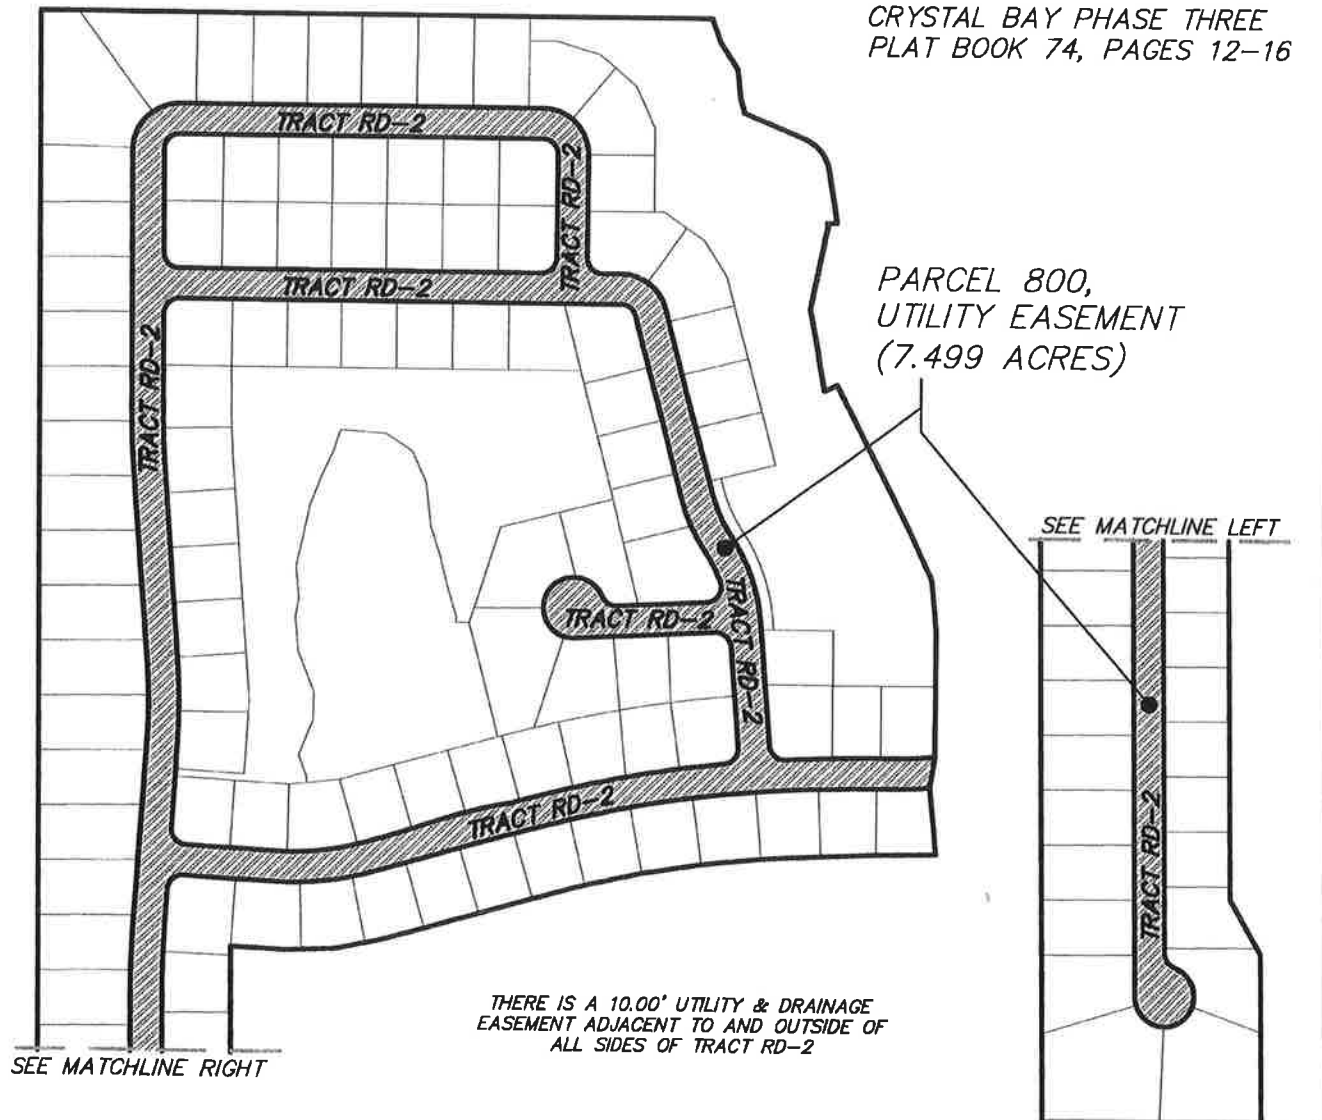 CRYSTAL BAY PHASE THREE
PLAT BOOK 74, PAGES 12-16
TRACT RD-2
TRACT RD-2
TRACT RD-2
PARCEL 800,
UTILITY EASEMENT
(7.499 ACRES)
TRACT RD-2
SEE MATCHLINE LEFT
TRACT RD-2
TRACT RD-2
TRACT RD-2
TRACT RD-2
THERE IS A 10.00' UTILITY & DRAINAGE
EASEMENT ADJACENT TO AND OUTSIDE OF
ALL SIDES OF TRACT RD-2
SEE MATCHLINE RIGHT